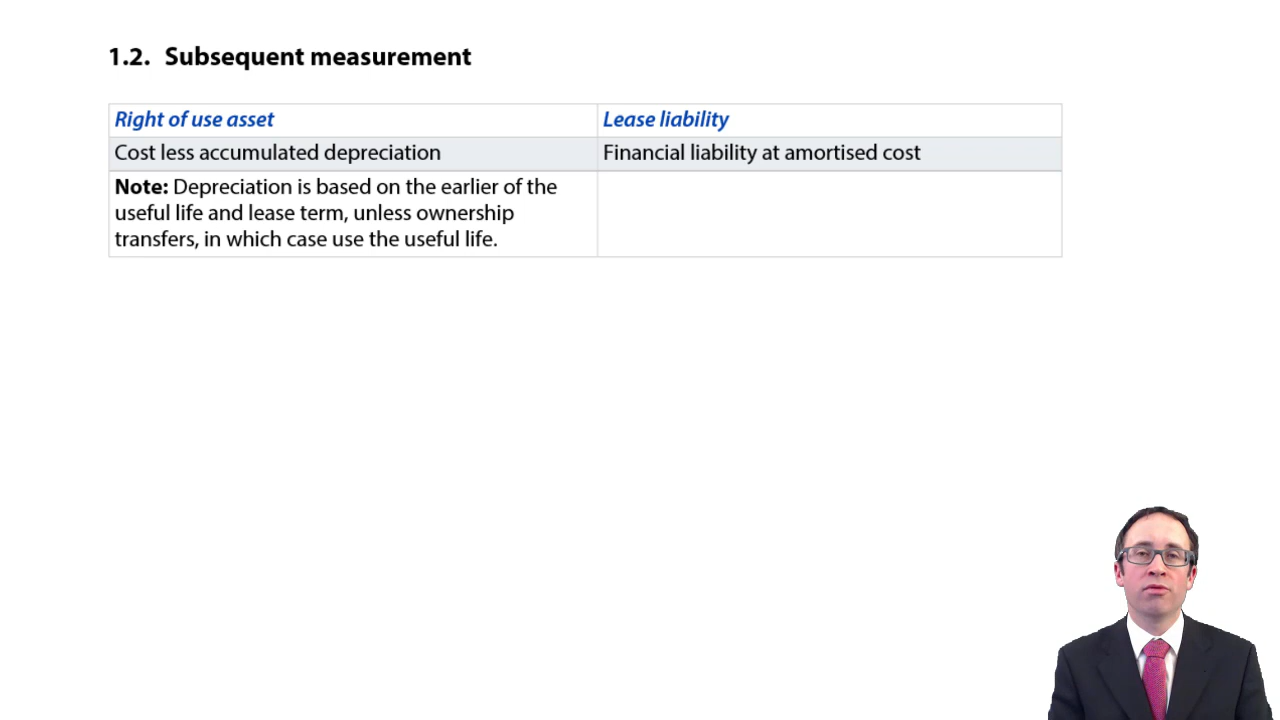 1.2. Subsequent measurement
Right of use asset
Lease liability
Cost less accumulated depreciation
Financial liability at amortised cost
Note: Depreciation is based on the earlier of the
useful life and lease term, unless ownership
transfers, in which case use the useful life.